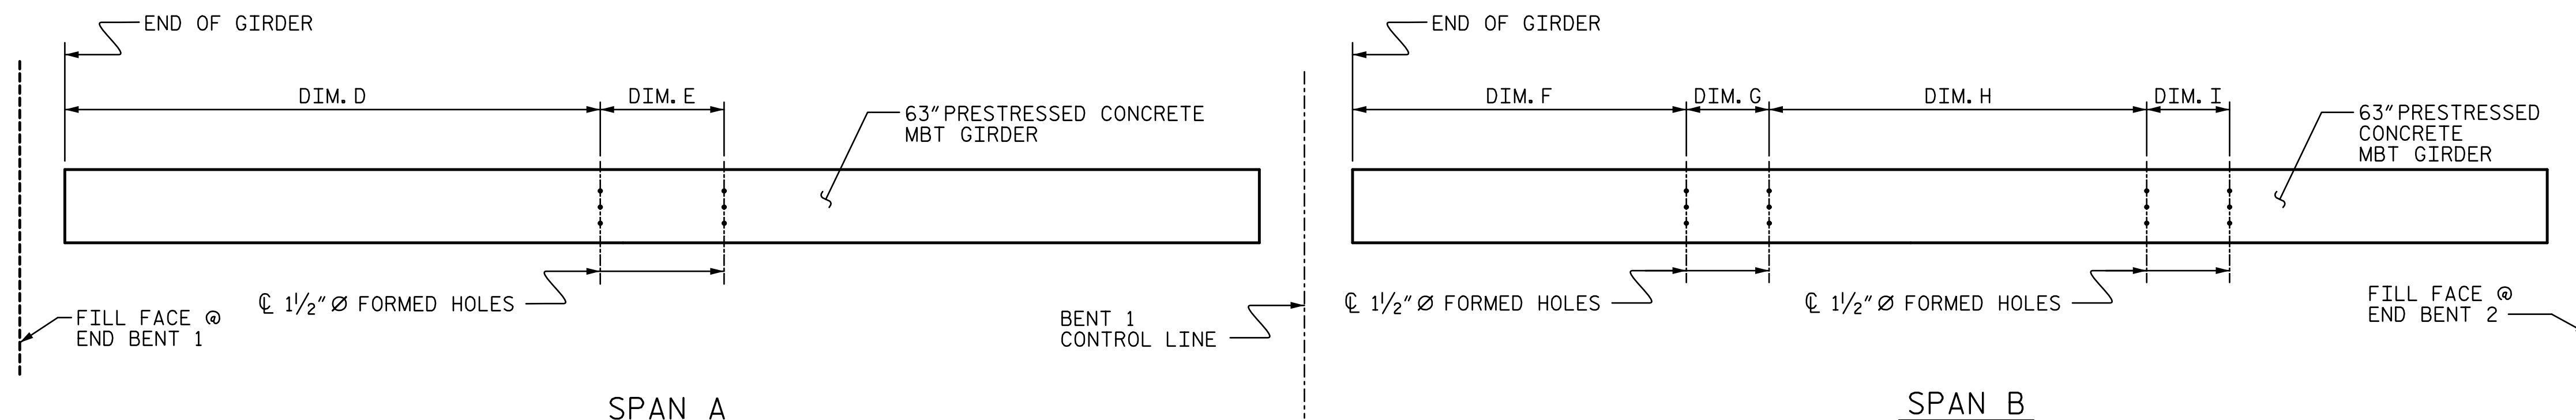 END OF GIRDER
DIM. D
DIM. E
63" PRESTRESSED CONCRETE
MBT GIRDER
℄ 1½" Ø FORMED HOLES
FILL FACE @
END BENT 1
BENT 1
CONTROL LINE
SPAN A
END OF GIRDER
DIM. F
DIM. G
DIM. H
DIM. I
63" PRESTRESSED
CONCRETE
MBT GIRDER
℄ 1½" Ø FORMED HOLES
℄ 1½" Ø FORMED HOLES
FILL FACE @
END BENT 2
SPAN B